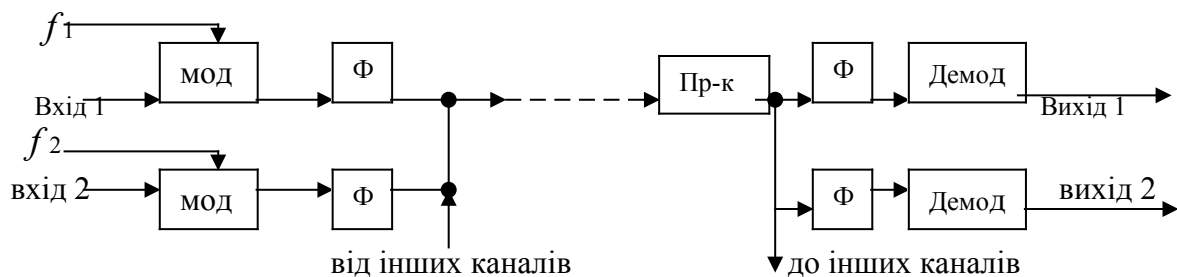 f1
мод
Ф
Пр-к
Ф
Демод
Вхід 1
Вихід 1
f2
вхід 2
мод
Ф
Ф
Демод
вихід 2
від інших каналів
до інших каналів